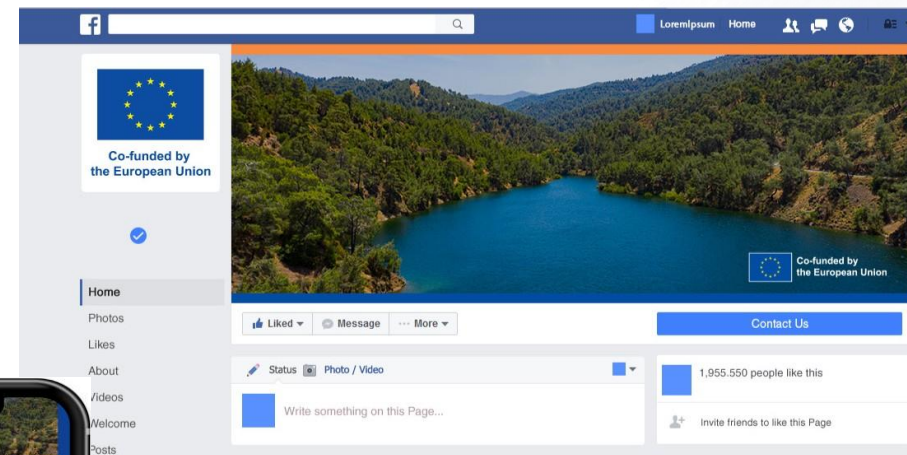 LoremIpsum Home
Co-funded by
the European Union
Co-funded by
the European Union
Home
Photos
Likes
About
Videos
Welcome
Posts
Liked Message ··· More
Contact Us
Status Photo / Video
Write something on this Page...
1,955.550 people like this
Invite friends to like this Page